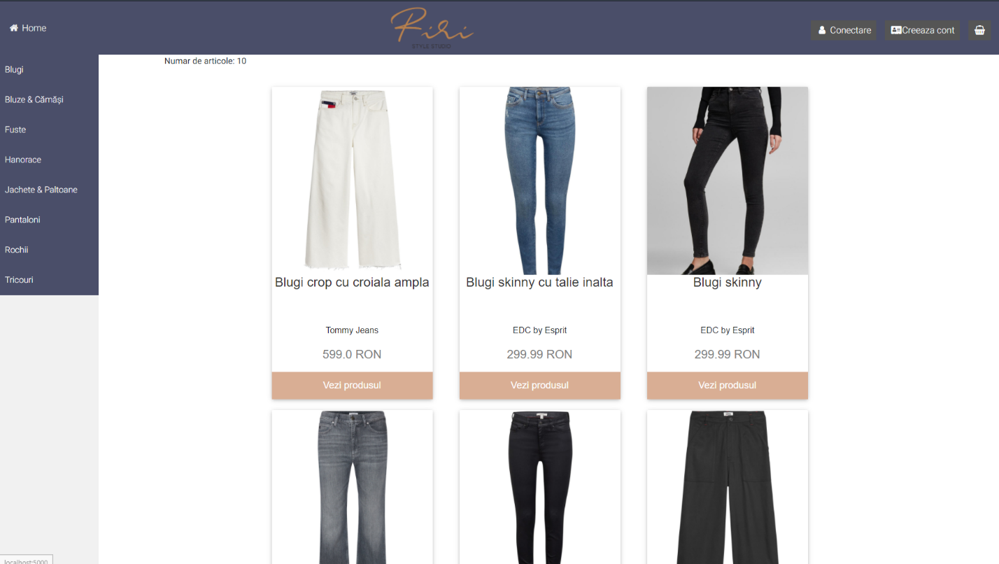 Home
Riri
STYLE STUDIO
Conectare
Creeaza cont
Blugi
Bluze & Cămăși
Fuste
Hanorace
Jachete & Paltoane
Pantaloni
Rochii
Tricouri
Numar de articole: 10
Blugi crop cu croiala ampla
Tommy Jeans
599.0 RON
Vezi produsul
Blugi skinny cu talie inalta
EDC by Esprit
299.99 RON
Vezi produsul
Blugi skinny
EDC by Esprit
299.99 RON
Vezi produsul
localhost:5000